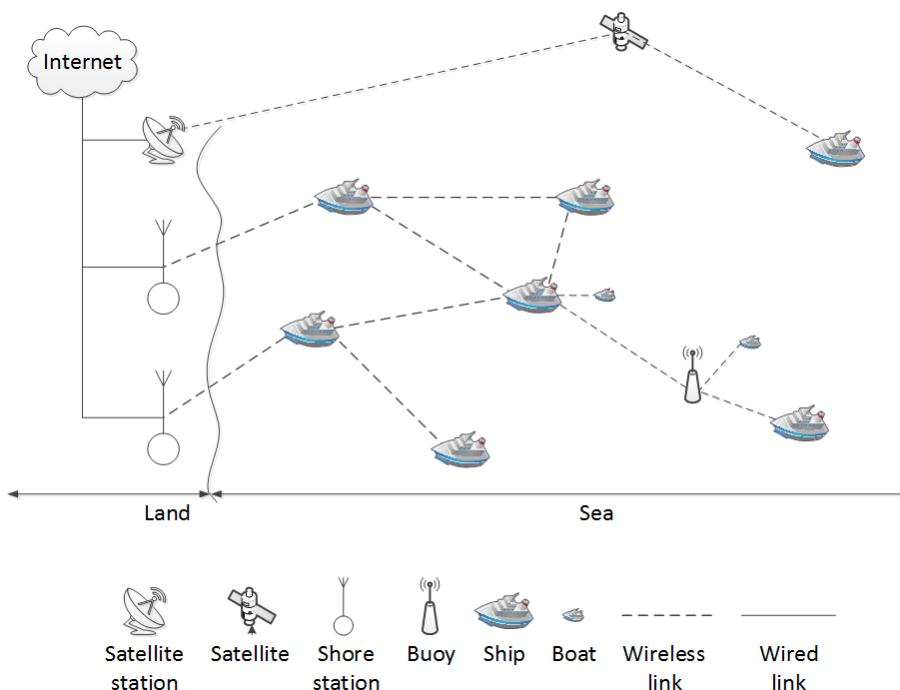 Internet
Land
Sea
Satellite station
Satellite
Shore station
Buoy
Ship
Boat
Wireless link
Wired link